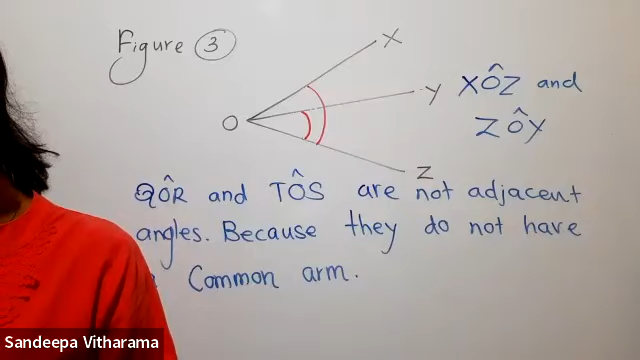 Figure 3
X
Y
O
Z
XÔZ and
ZÔY
QÔR and TÔS are not adjacent
angles. Because they do not have
Common arm.
Sandeepa Vitharama